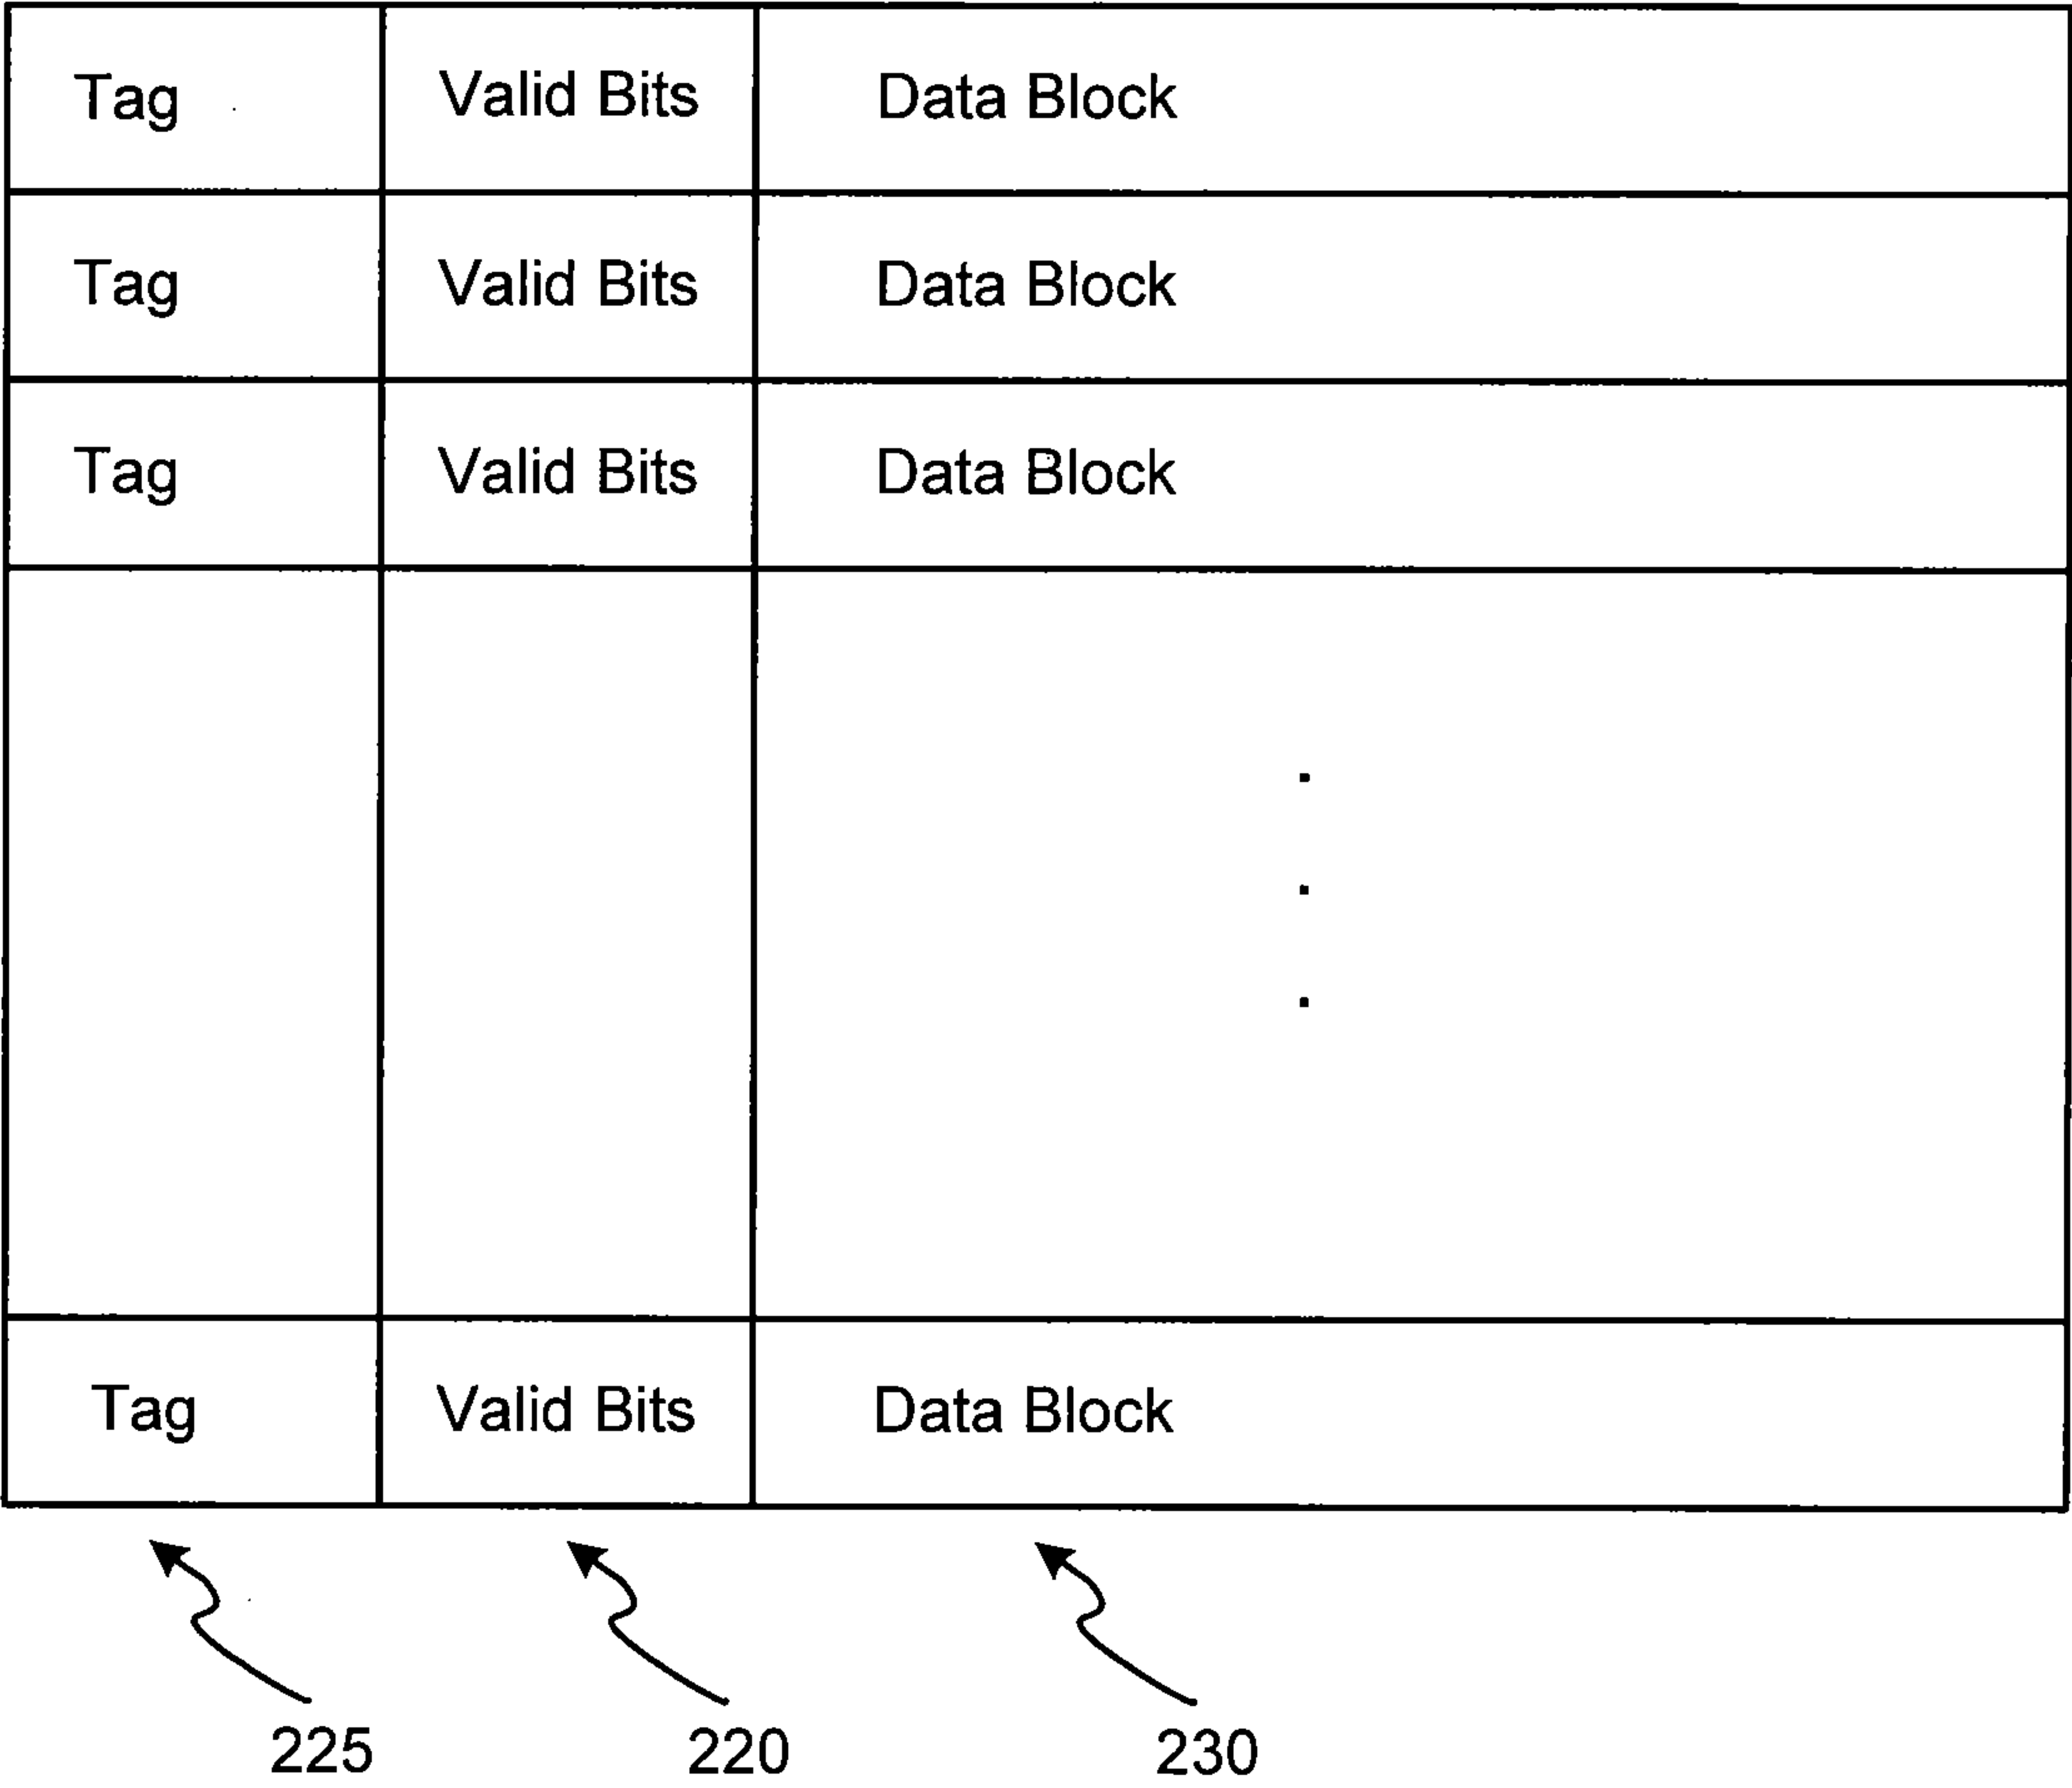 Tag Valid Bits Data Block
Tag Valid Bits Data Block
Tag Valid Bits Data Block
.
.
.
Tag Valid Bits Data Block
225 220 230